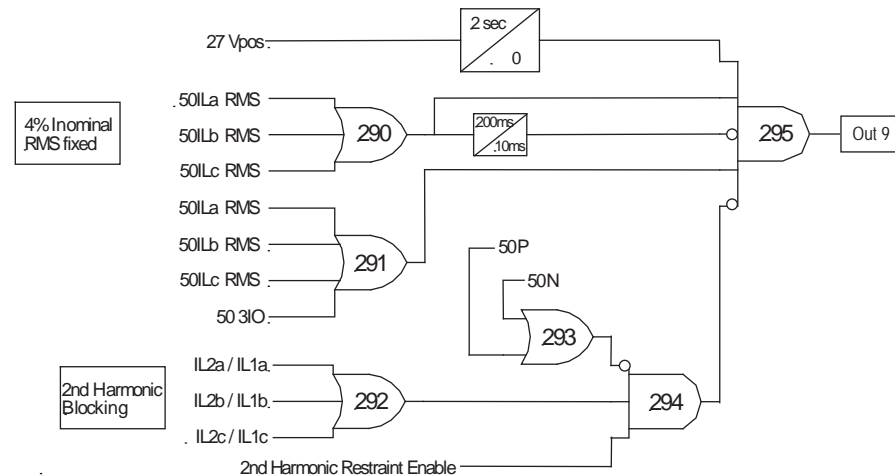 27 Vpos.
.2 sec
. 0
4% Inominal
.RMS fixed
.50ILa RMS
.50ILb RMS
.50ILc RMS
.290
.200ms
.10ms
.295
Out 9
.50ILa RMS
.50ILb RMS
.50ILc RMS
50 3IO.
.291
50P
50N
.293
2nd Harmonic
Blocking
IL2a / IL1a.
IL2b / IL1b.
. IL2c / IL1c
.292
.294
2nd Harmonic Restraint Enable